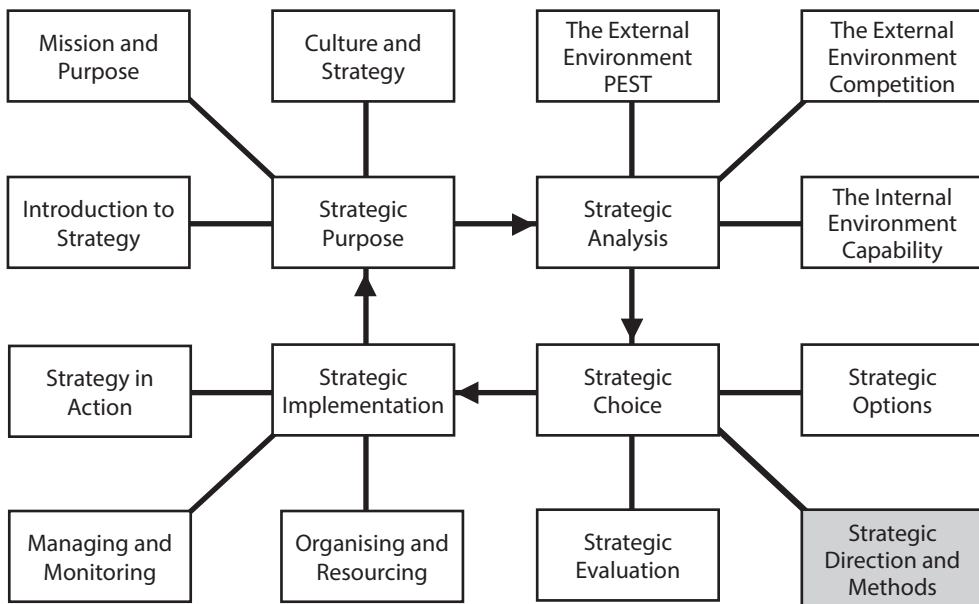 Mission and
Purpose
Culture and
Strategy
The External
Environment
PEST
The External
Environment
Competition
Introduction to
Strategy
Strategic
Purpose
Strategic
Analysis
The Internal
Environment
Capability
Strategy in
Action
Strategic
Implementation
Strategic
Choice
Strategic
Options
Managing and
Monitoring
Organising and
Resourcing
Strategic
Evaluation
Strategic
Direction and
Methods